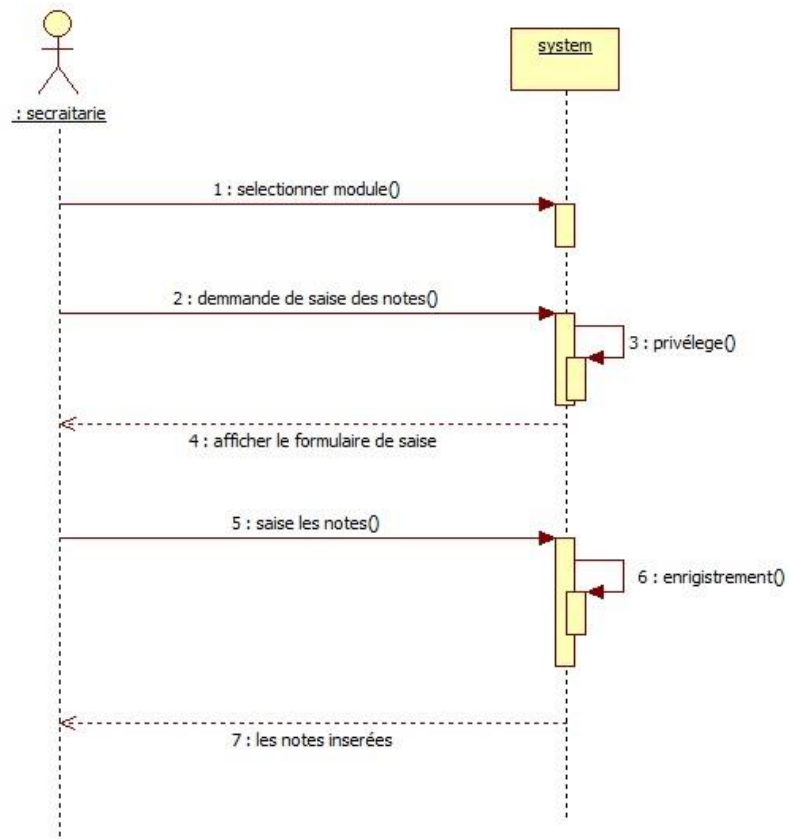 system
: secraitarie
1 : selectionner module()
2 : demmande de saise des notes()
3 : privélege()
4 : afficher le formulaire de saise
5 : saise les notes()
6 : enrigistrement()
7 : les notes inserées